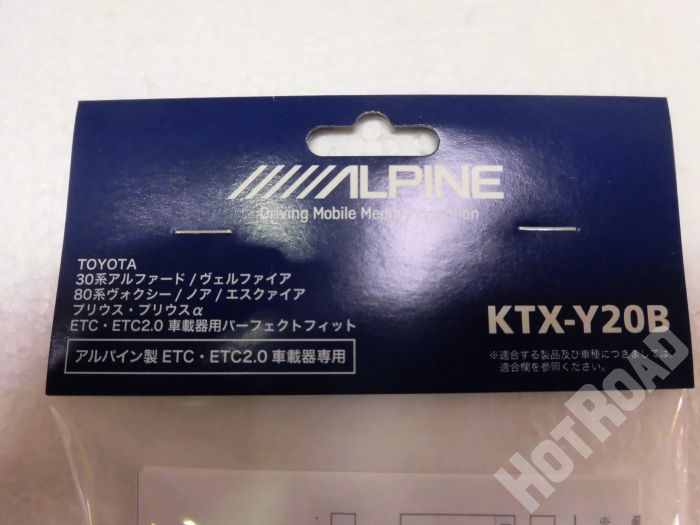 ALPINE
Driving Mobile Media Innovation
TOYOTA
30系アルファード / ヴェルファイア
80系ヴォクシー / ノア / エスクァイア
プリウス・プリウスα
ETC・ETC2.0 車載器用パーフェクトフィット
アルパイン製 ETC・ETC2.0 車載器専用
KTX-Y20B
※適合する製品及び車種につきましては、
適合欄を参照ください。
HOTROAD